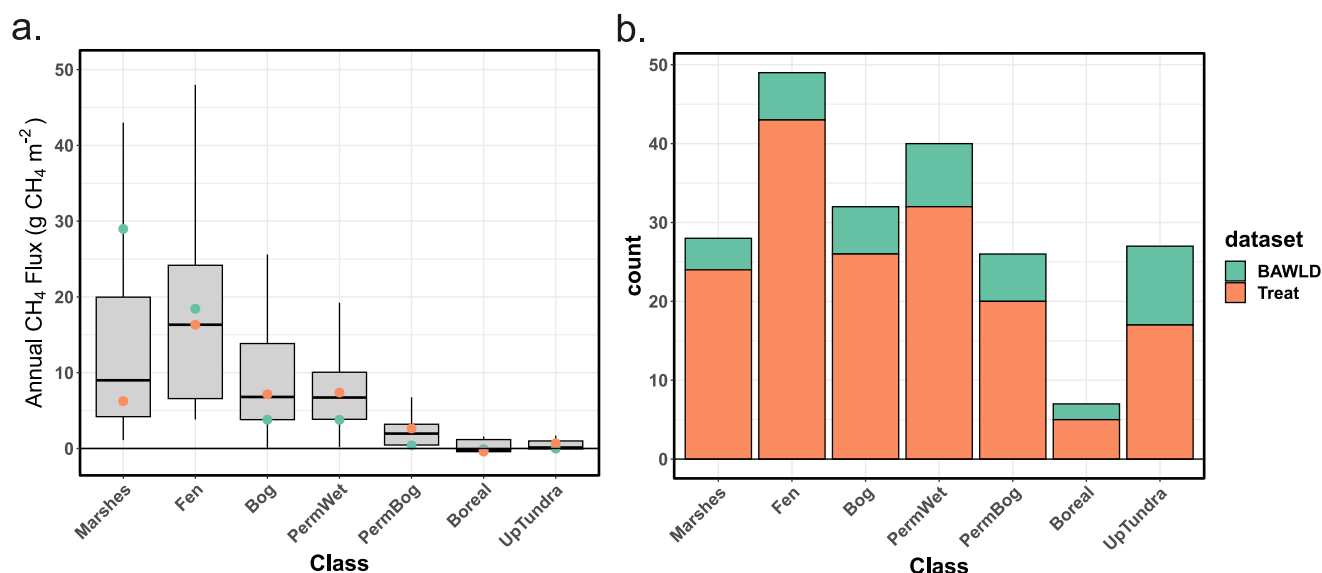 a.
Annual CH₄ Flux (g CH₄ m⁻²)
50
40
30
20
10
0
Marshes
Fen
Bog
PermWet
PermBog
Boreal
UpTundra
Class
b.
count
50
40
30
20
10
0
Marshes
Fen
Bog
PermWet
PermBog
Boreal
UpTundra
Class
dataset
BAWLD
Treat